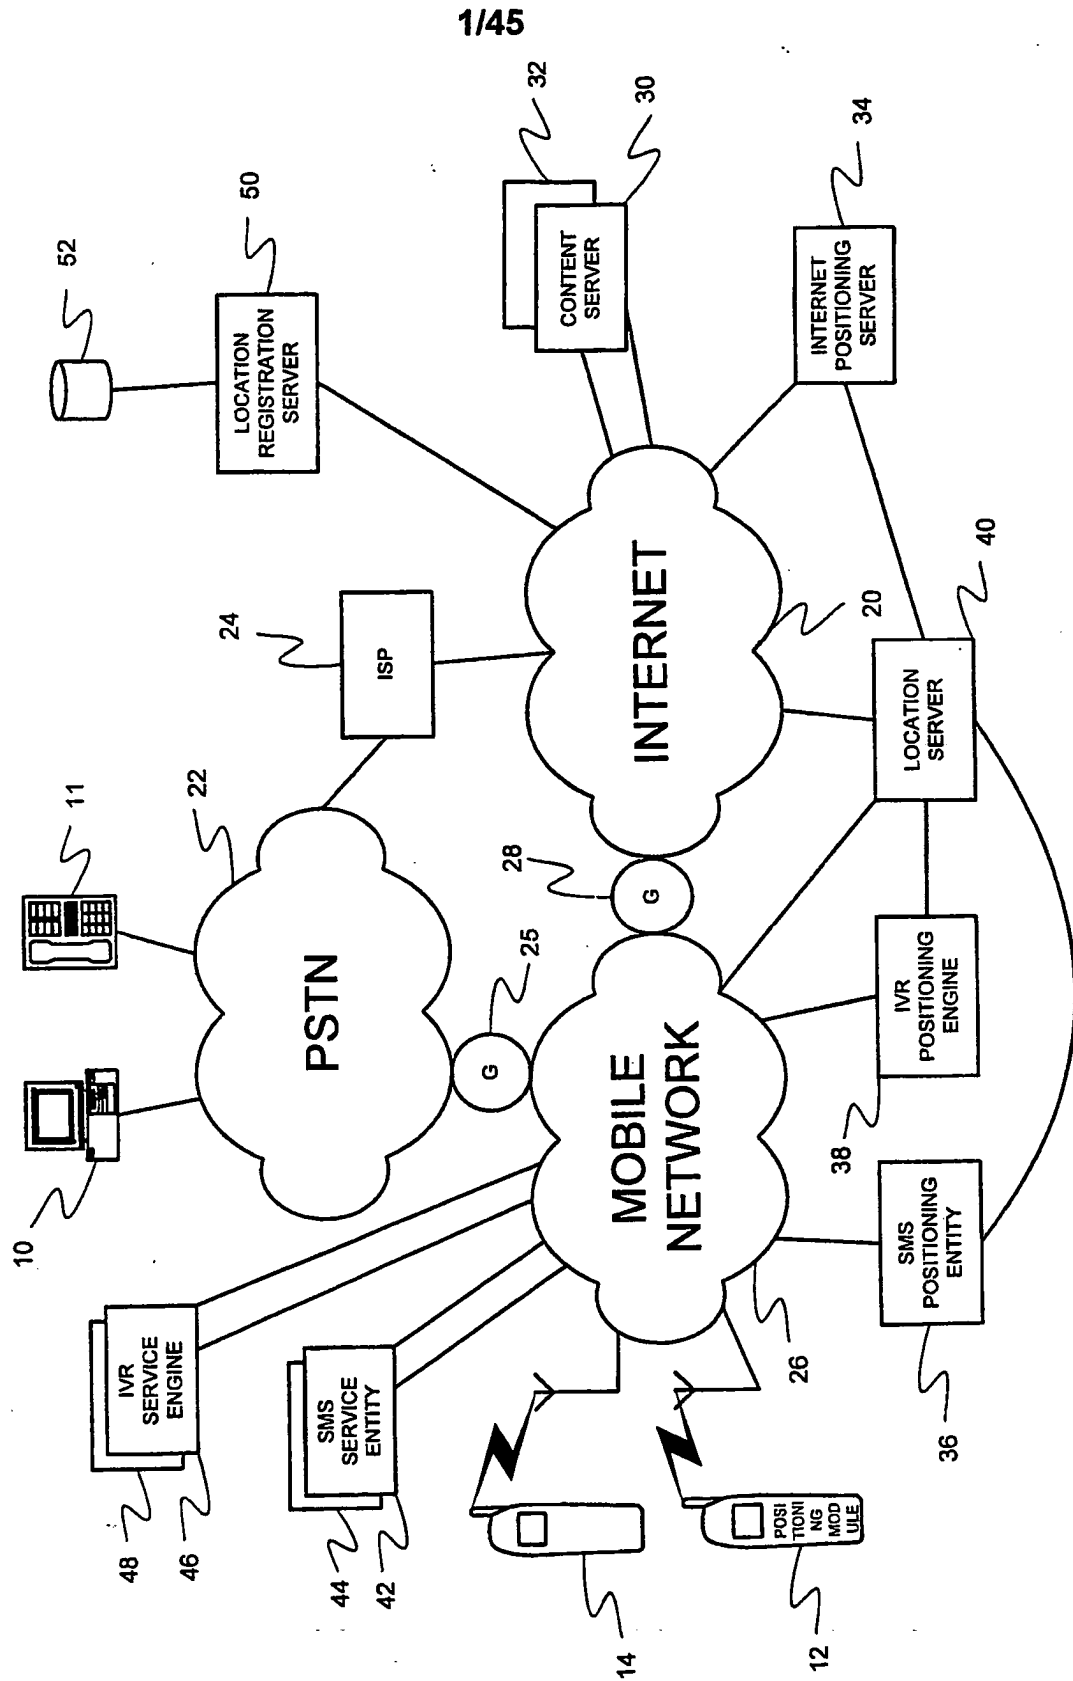 1/45
10
11
22
24
52
50
48
46
44
42
14
12
IVR
SERVICE
ENGINE
SMS
SERVICE
ENTITY
PSTN
ISP
LOCATION
REGISTRATION
SERVER
G
25
28
G
32
30
CONTENT
SERVER
MOBILE
NETWORK
INTERNET
26
20
34
INTERNET
POSITIONING
SERVER
POSI
TIONI
NG
MOD
ULE
36
SMS
POSITIONING
ENTITY
38
IVR
POSITIONING
ENGINE
LOCATION
SERVER
40